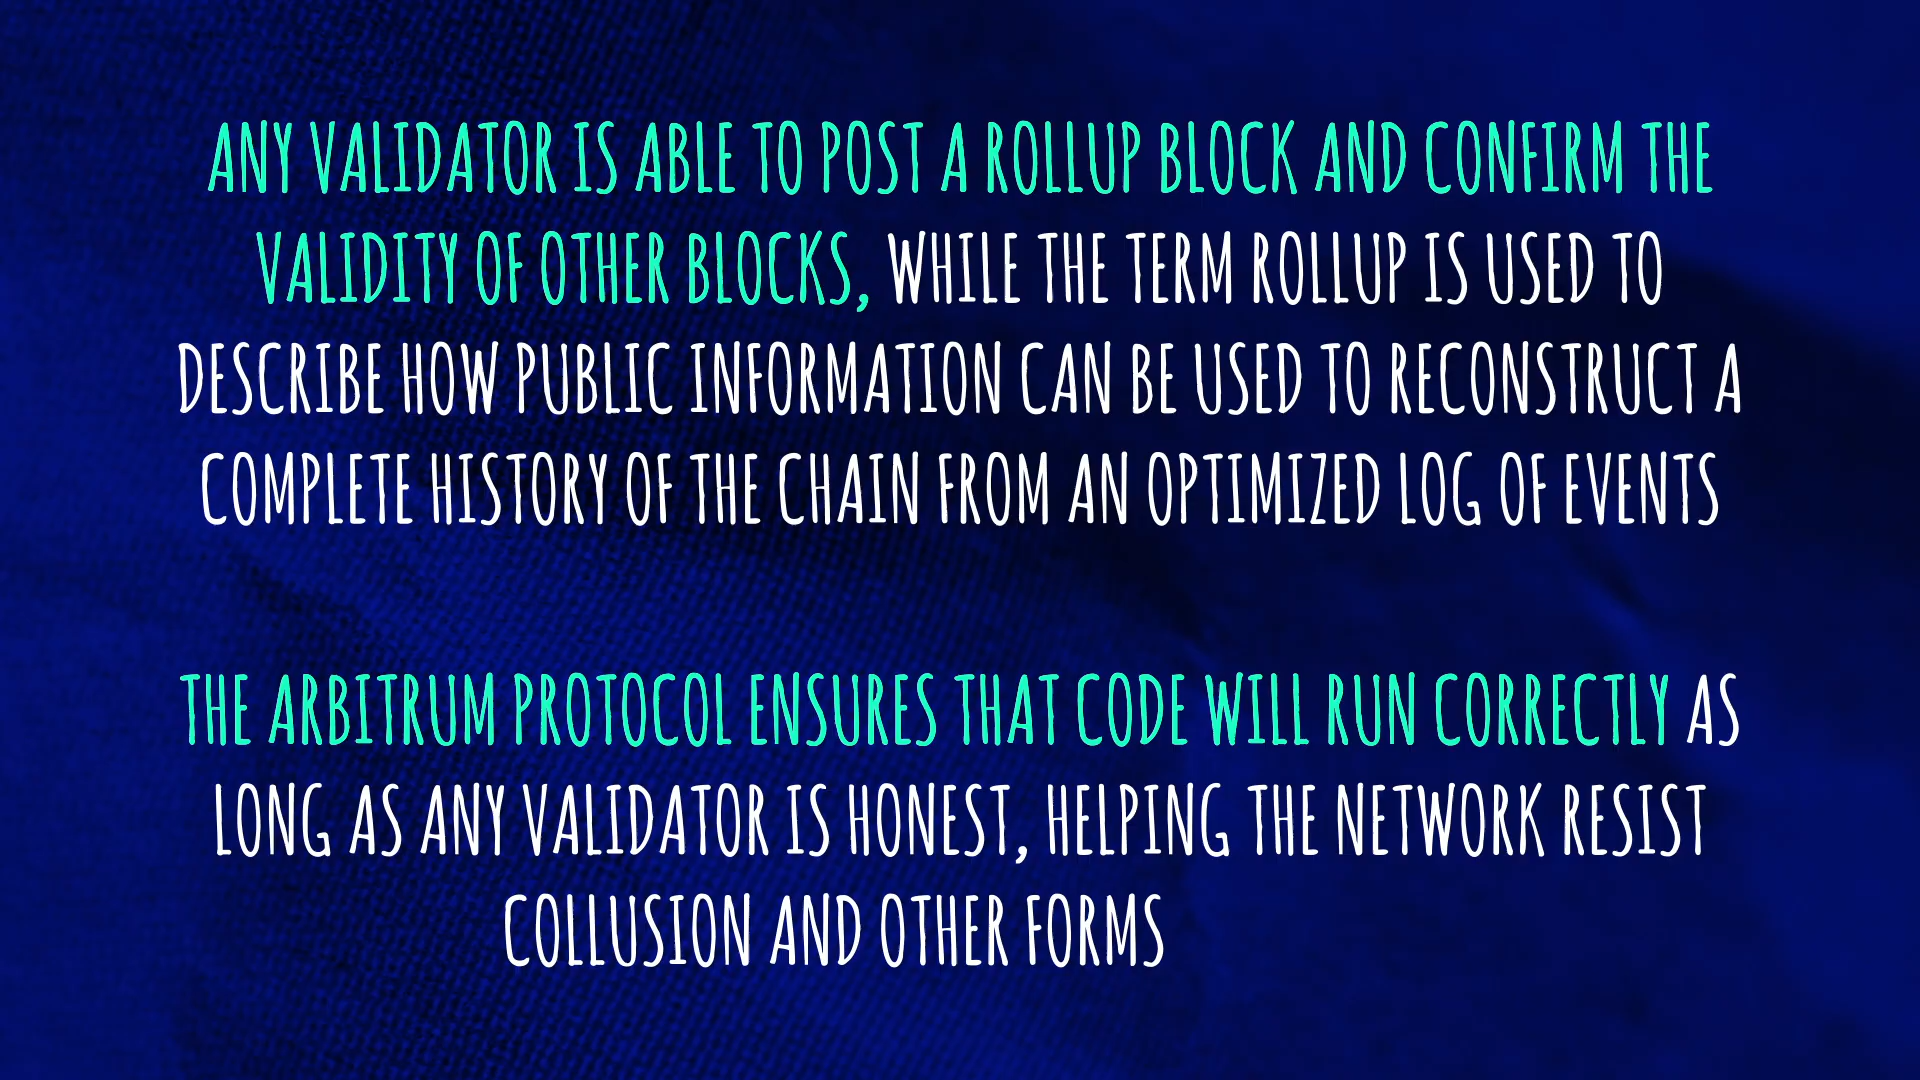 ANY VALIDATOR IS ABLE TO POST A ROLLUP BLOCK AND CONFIRM THE
VALIDITY OF OTHER BLOCKS, WHILE THE TERM ROLLUP IS USED TO
DESCRIBE HOW PUBLIC INFORMATION CAN BE USED TO RECONSTRUCT A
COMPLETE HISTORY OF THE CHAIN FROM AN OPTIMIZED LOG OF EVENTS
THE ARBITRUM PROTOCOL ENSURES THAT CODE WILL RUN CORRECTLY AS
LONG AS ANY VALIDATOR IS HONEST, HELPING THE NETWORK RESIST
COLLUSION AND OTHER FORMS